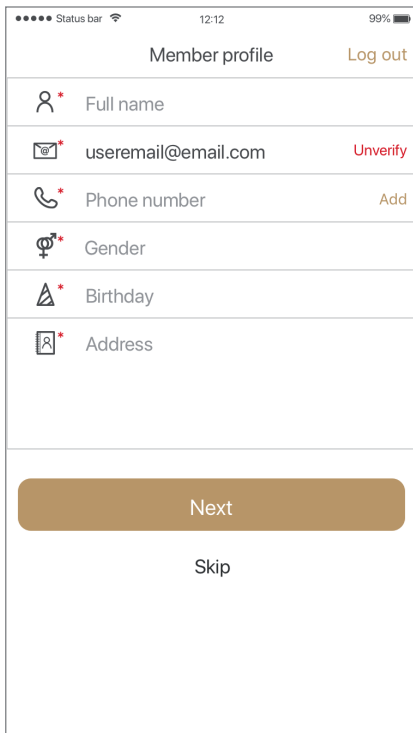 Status bar 12:12 99%
Member profile Log out
* Full name
@ * useremail@email.com Unverify
* Phone number Add
* Gender
* Birthday
* Address
Next
Skip